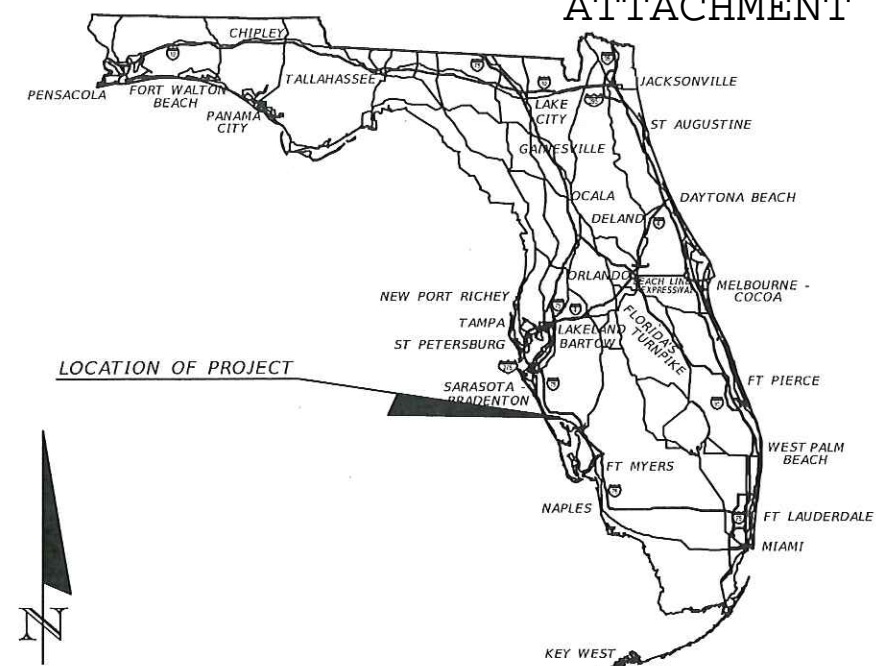 ATTACHMENT
CHIPLEY
TALLAHASSEE
JACKSONVILLE
PENSACOLA
FORT WALTON
BEACH
PANAMA
CITY
LAKE
CITY
ST AUGUSTINE
GAINESVILLE
OCALA
DELAND
DAYTONA BEACH
ORLANDO
BEACH LINE
EXPRESSWAY
MELBOURNE -
COCOA
NEW PORT RICHEY
TAMPA
ST PETERSBURG
LAKELAND
BARTOW
FLORIDA'S
TURNPIKE
LOCATION OF PROJECT
SARASOTA -
BRADENTON
FT PIERCE
WEST PALM
BEACH
FT MYERS
NAPLES
FT LAUDERDALE
MIAMI
N
KEY WEST